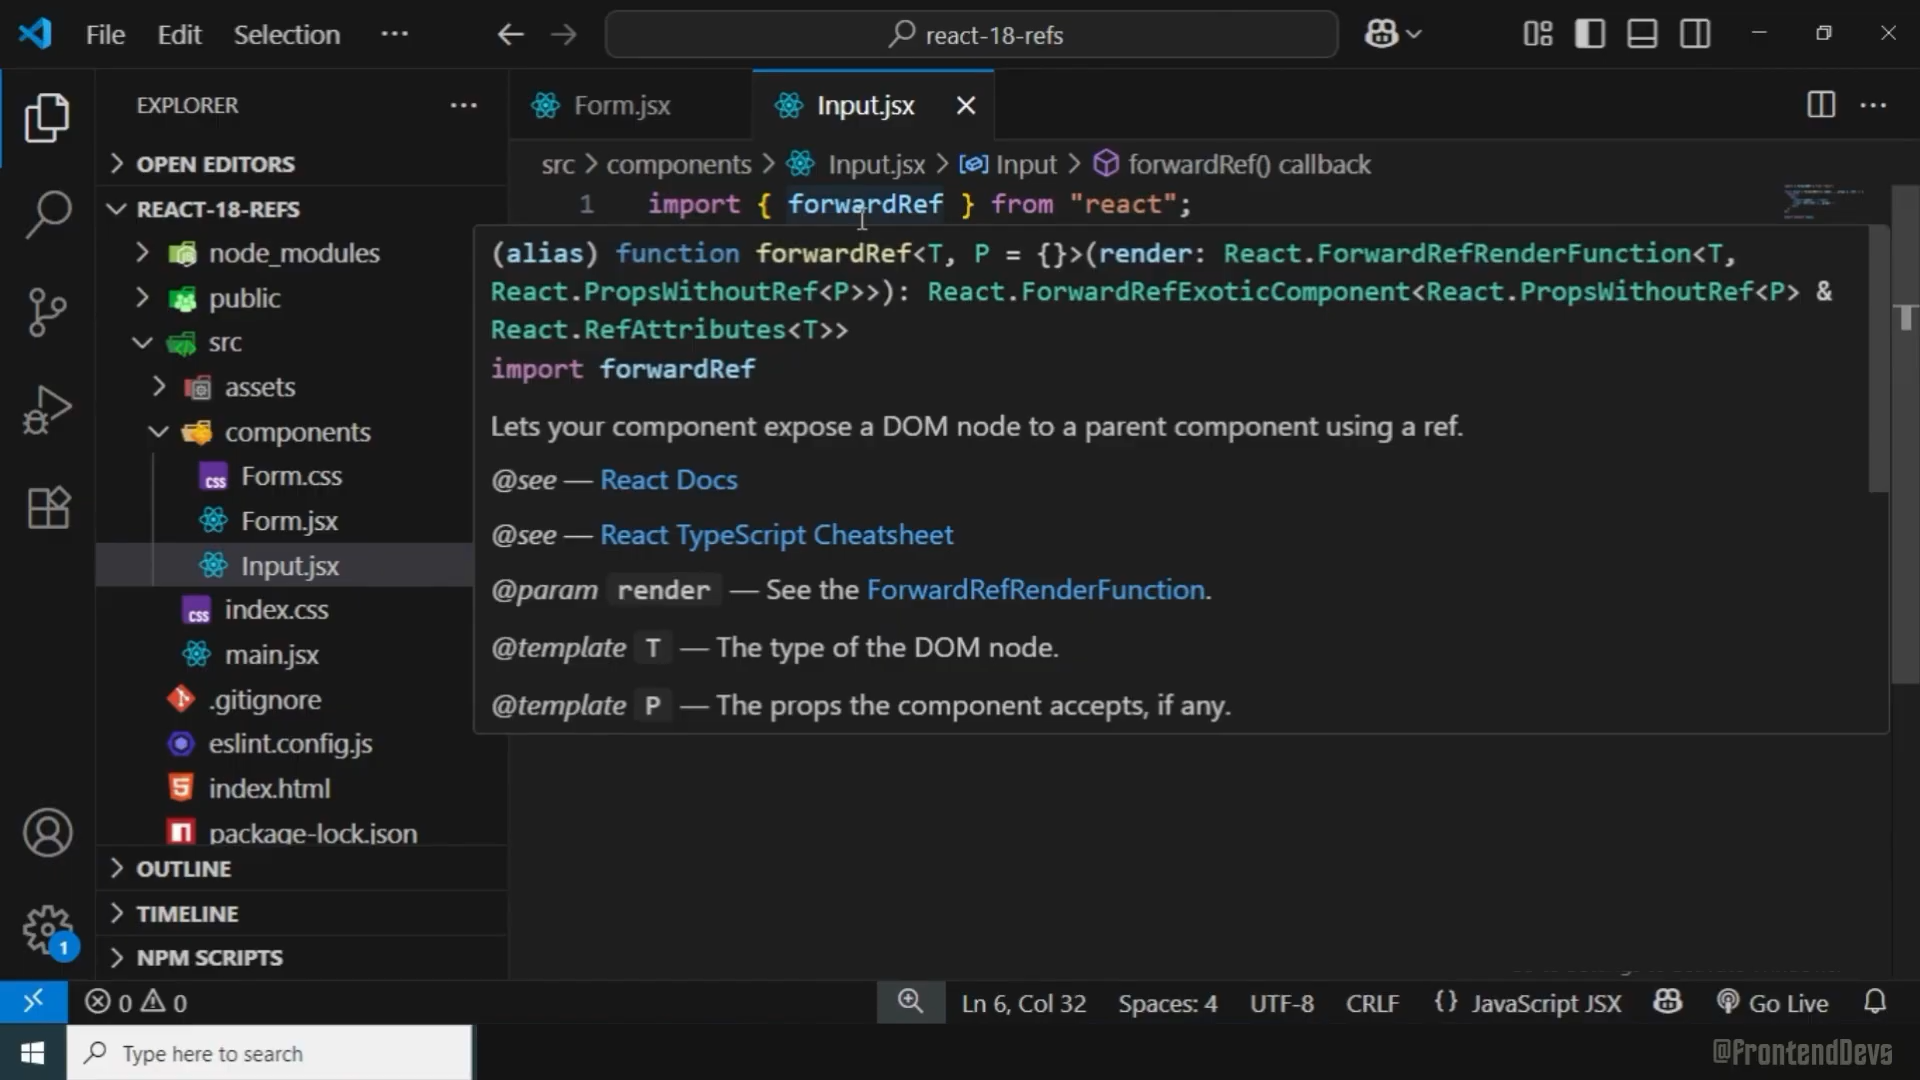 File Edit Selection ··· react-18-refs
EXPLORER ···
OPEN EDITORS
REACT-18-REFS
node_modules
public
src
assets
components
Form.css
Form.jsx
Input.jsx
index.css
main.jsx
.gitignore
eslint.config.js
index.html
package-lock.json
OUTLINE
TIMELINE
NPM SCRIPTS
Form.jsx Input.jsx
src > components > Input.jsx > Input > forwardRef() callback
1 import { forwardRef } from "react";
(alias) function forwardRef<T, P = {}>(render: React.ForwardRefRenderFunction<T,
React.PropsWithoutRef<P>>): React.ForwardRefExoticComponent<React.PropsWithoutRef<P> &
React.RefAttributes<T>>
import forwardRef
Lets your component expose a DOM node to a parent component using a ref.
@see — React Docs
@see — React TypeScript Cheatsheet
@param render — See the ForwardRefRenderFunction.
@template T — The type of the DOM node.
@template P — The props the component accepts, if any.
0 0 Ln 6, Col 32 Spaces: 4 UTF-8 CRLF {} JavaScript JSX Go Live
1
Type here to search
@FrontendDevs